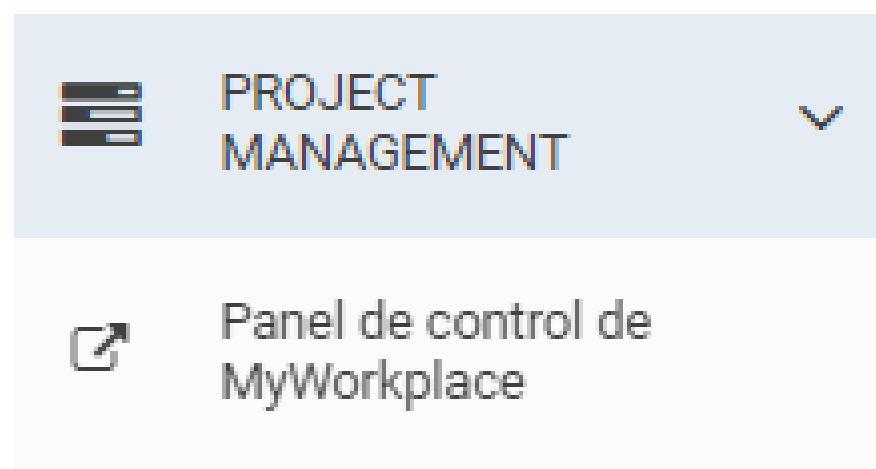 PROJECT
MANAGEMENT
Panel de control de
MyWorkplace